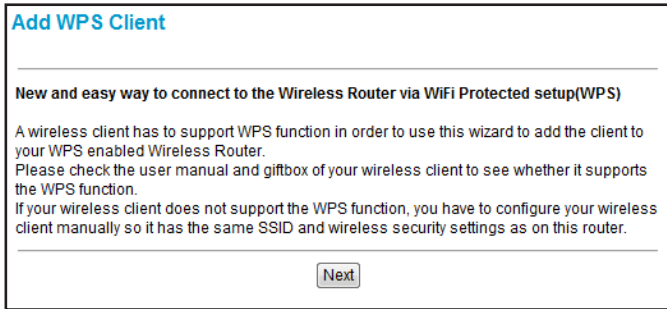 Add WPS Client
New and easy way to connect to the Wireless Router via WiFi Protected setup(WPS)
A wireless client has to support WPS function in order to use this wizard to add the client to
your WPS enabled Wireless Router.
Please check the user manual and giftbox of your wireless client to see whether it supports
the WPS function.
If your wireless client does not support the WPS function, you have to configure your wireless
client manually so it has the same SSID and wireless security settings as on this router.
Next